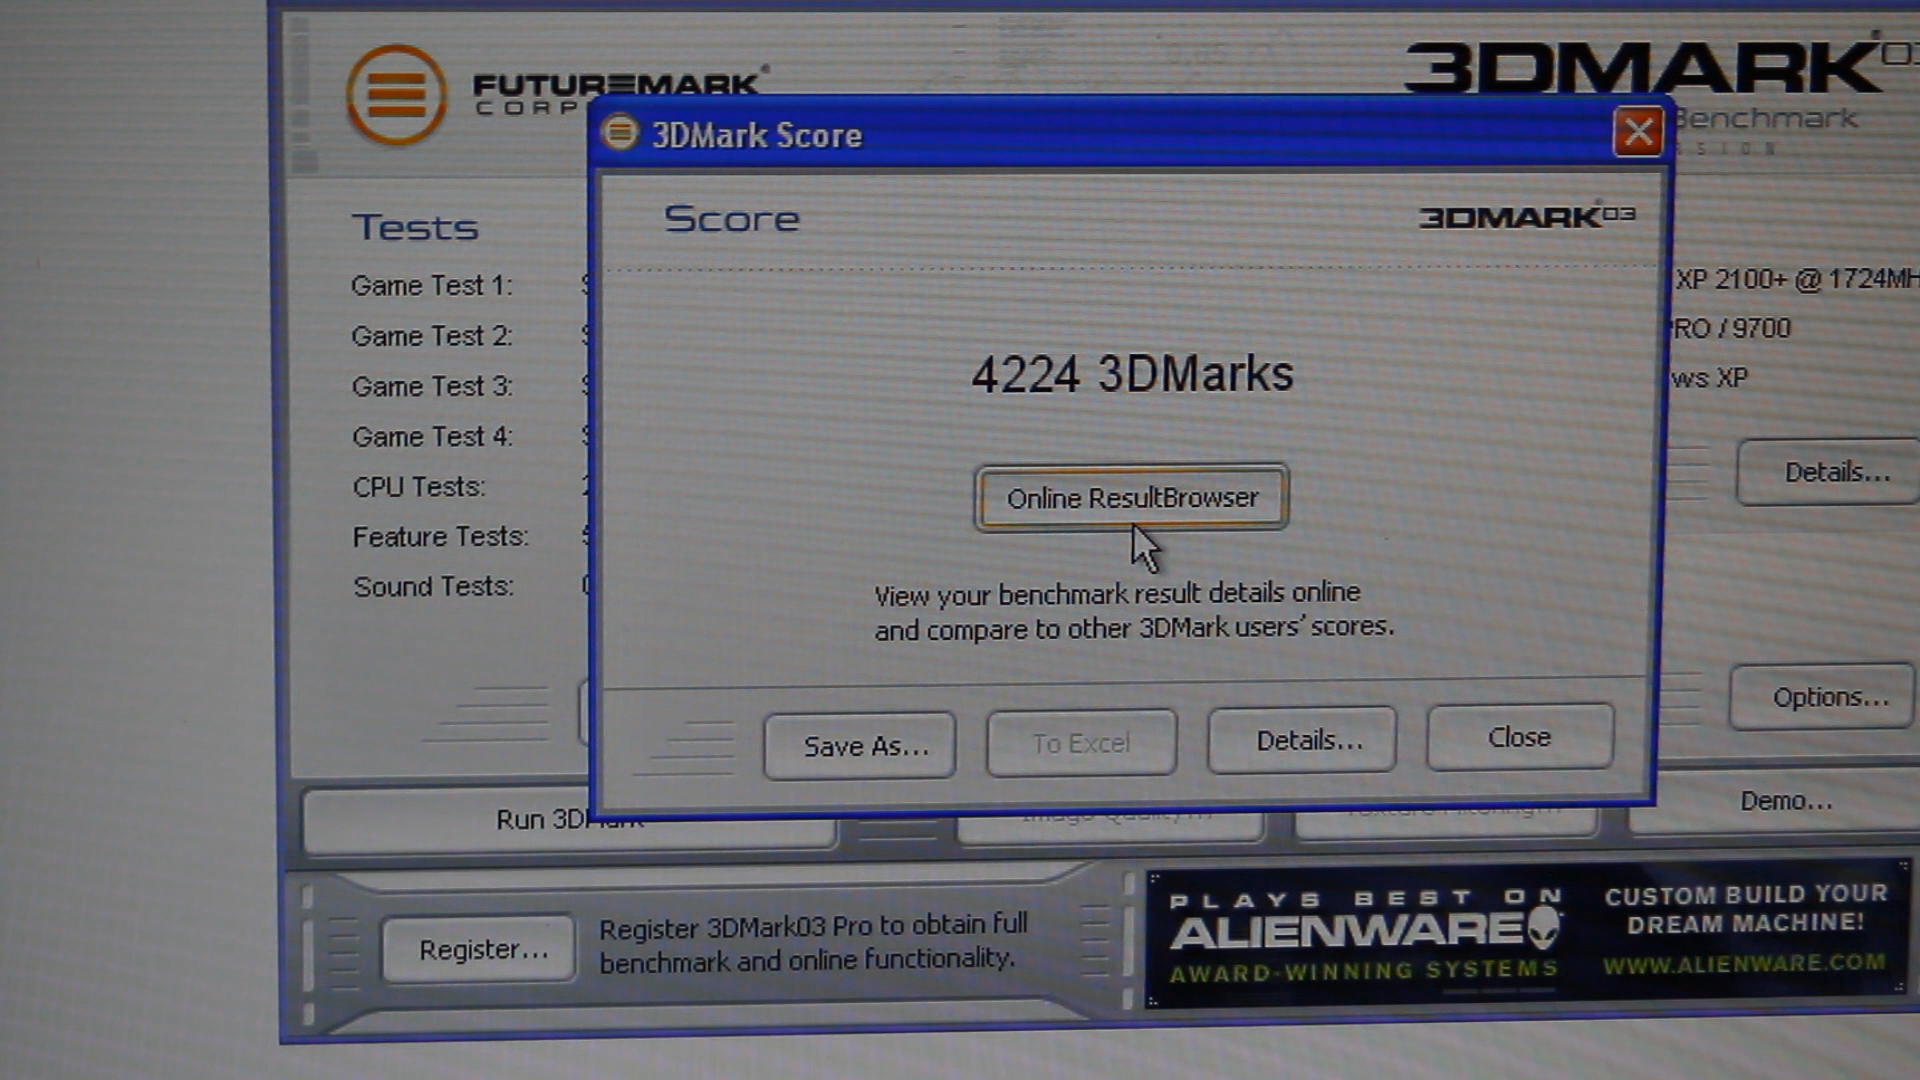 FUTUREMARK
CORP
3DMARK 03
Benchmark
3DMark Score
Score
3DMARK 03
4224 3DMarks
Online ResultBrowser
View your benchmark result details online
and compare to other 3DMark users' scores.
Save As...
To Excel
Details...
Close
Tests
Game Test 1:
Game Test 2:
Game Test 3:
Game Test 4:
CPU Tests:
Feature Tests:
Sound Tests:
XP 2100+ @ 1724MH
RO / 9700
ws XP
Details...
Options...
Run 3DMark
Demo...
Register...
Register 3DMark03 Pro to obtain full
benchmark and online functionality.
PLAYS BEST ON
ALIENWARE
AWARD-WINNING SYSTEMS
CUSTOM BUILD YOUR
DREAM MACHINE!
WWW.ALIENWARE.COM